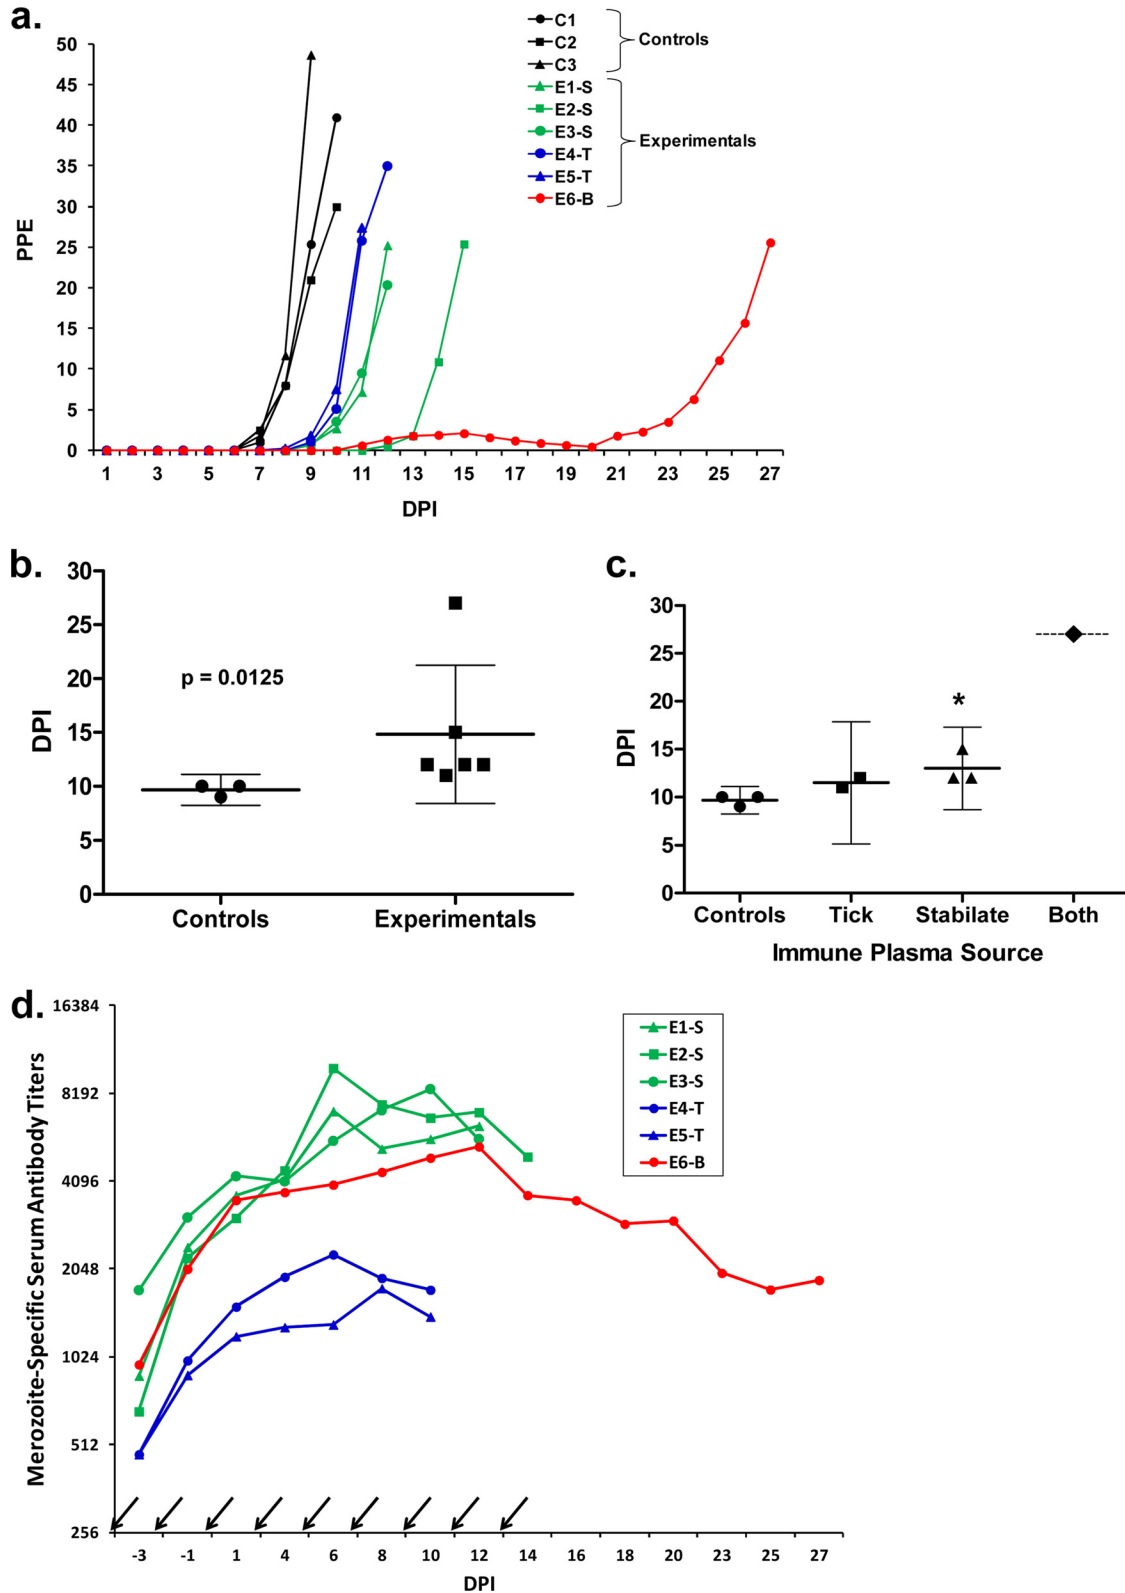 a.
C1
C2
C3
Controls
E1-S
E2-S
E3-S
E4-T
E5-T
E6-B
Experimentals
50
45
40
35
30
25
20
15
10
5
0
PPE
1 3 5 7 9 11 13 15 17 19 21 23 25 27
DPI
b.
30
25
20
15
10
5
0
DPI
p = 0.0125
Controls Experimentals
c.
30
25
20
15
10
5
0
DPI
*
Controls Tick Stabilate Both
Immune Plasma Source
d.
16384
8192
4096
2048
1024
512
256
Merozoite-Specific Serum Antibody Titers
E1-S
E2-S
E3-S
E4-T
E5-T
E6-B
-3 -1 1 4 6 8 10 12 14 16 18 20 23 25 27
DPI